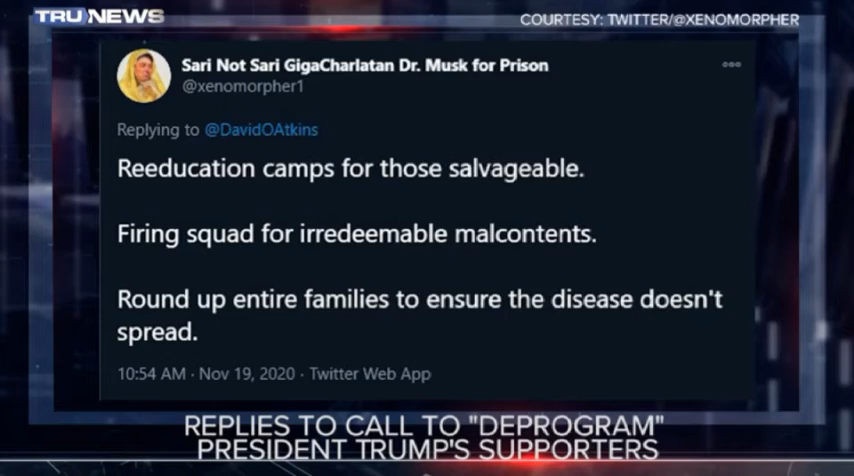 TRUNEWS
COURTESY: TWITTER/@XENOMORPHER
Sari Not Sari GigaCharlatan Dr. Musk for Prison
@xenomorpher1
Replying to @DavidOAtkins
Reeducation camps for those salvageable.
Firing squad for irredeemable malcontents.
Round up entire families to ensure the disease doesn't
spread.
10:54 AM · Nov 19, 2020 · Twitter Web App
REPLIES TO CALL TO "DEPROGRAM"
PRESIDENT TRUMP'S SUPPORTERS